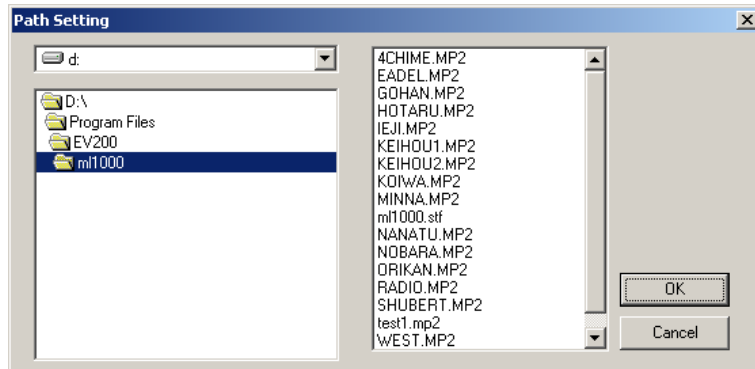 Path Setting
d:
D:\
Program Files
EV200
ml1000
4CHIME.MP2
EADEL.MP2
GOHAN.MP2
HOTARU.MP2
IEJI.MP2
KEIHOU1.MP2
KEIHOU2.MP2
KOIWA.MP2
MINNA.MP2
ml1000.stf
NANATU.MP2
NOBARA.MP2
ORIKAN.MP2
RADIO.MP2
SHUBERT.MP2
test1.mp2
WEST.MP2
OK
Cancel